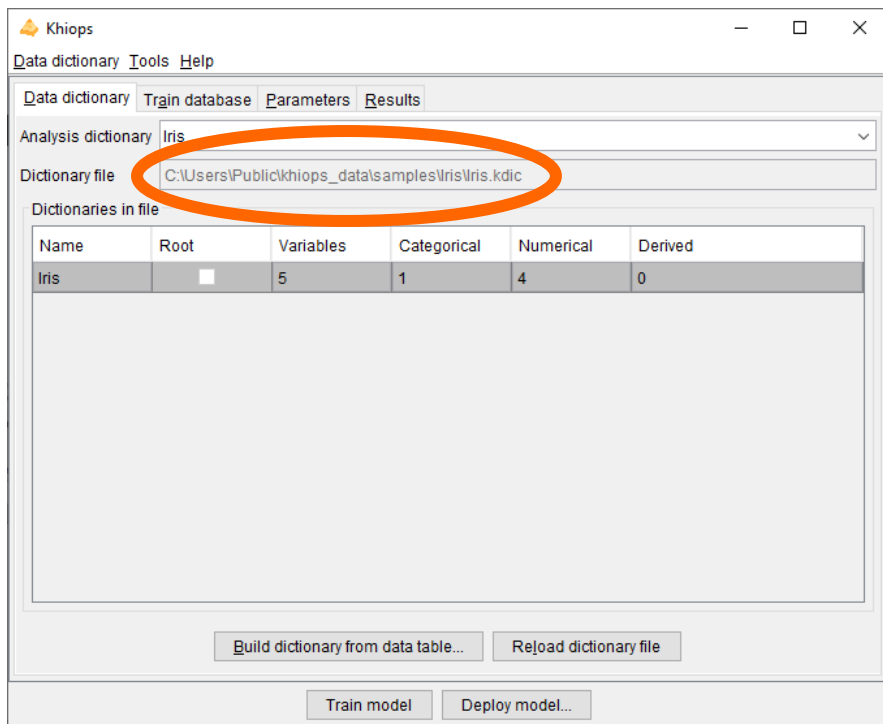 Khiops
Data dictionary Tools Help
Data dictionary Train database Parameters Results
Analysis dictionary Iris
Dictionary file C:\Users\Public\khiops_data\samples\Iris\Iris.kdic
Dictionaries in file
Name Root Variables Categorical Numerical Derived
Iris 5 1 4 0
Build dictionary from data table... Reload dictionary file
Train model Deploy model...